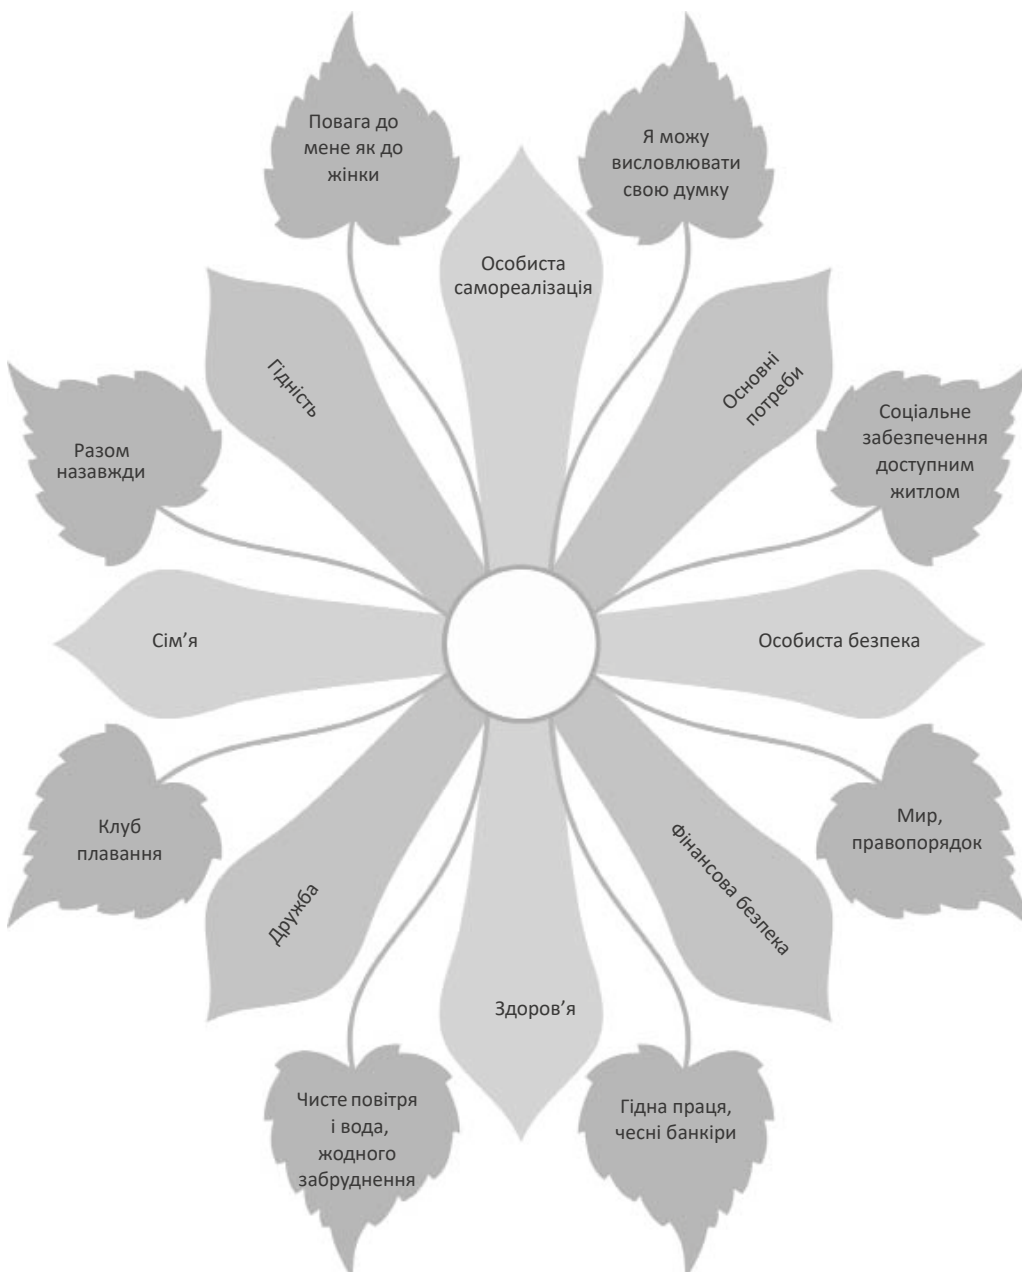 Повага до
мене як до
жінки
Я можу
висловлювати
свою думку
Особиста
самореалізація
Гідність
Основні
потреби
Разом
назавжди
Соціальне
забезпечення
доступним
житлом
Сім’я
Особиста безпека
Клуб
плавання
Мир,
правопорядок
Дружба
Фінансова безпека
Здоров’я
Чисте повітря
і вода,
жодного
забруднення
Гідна праця,
чесні банкіри